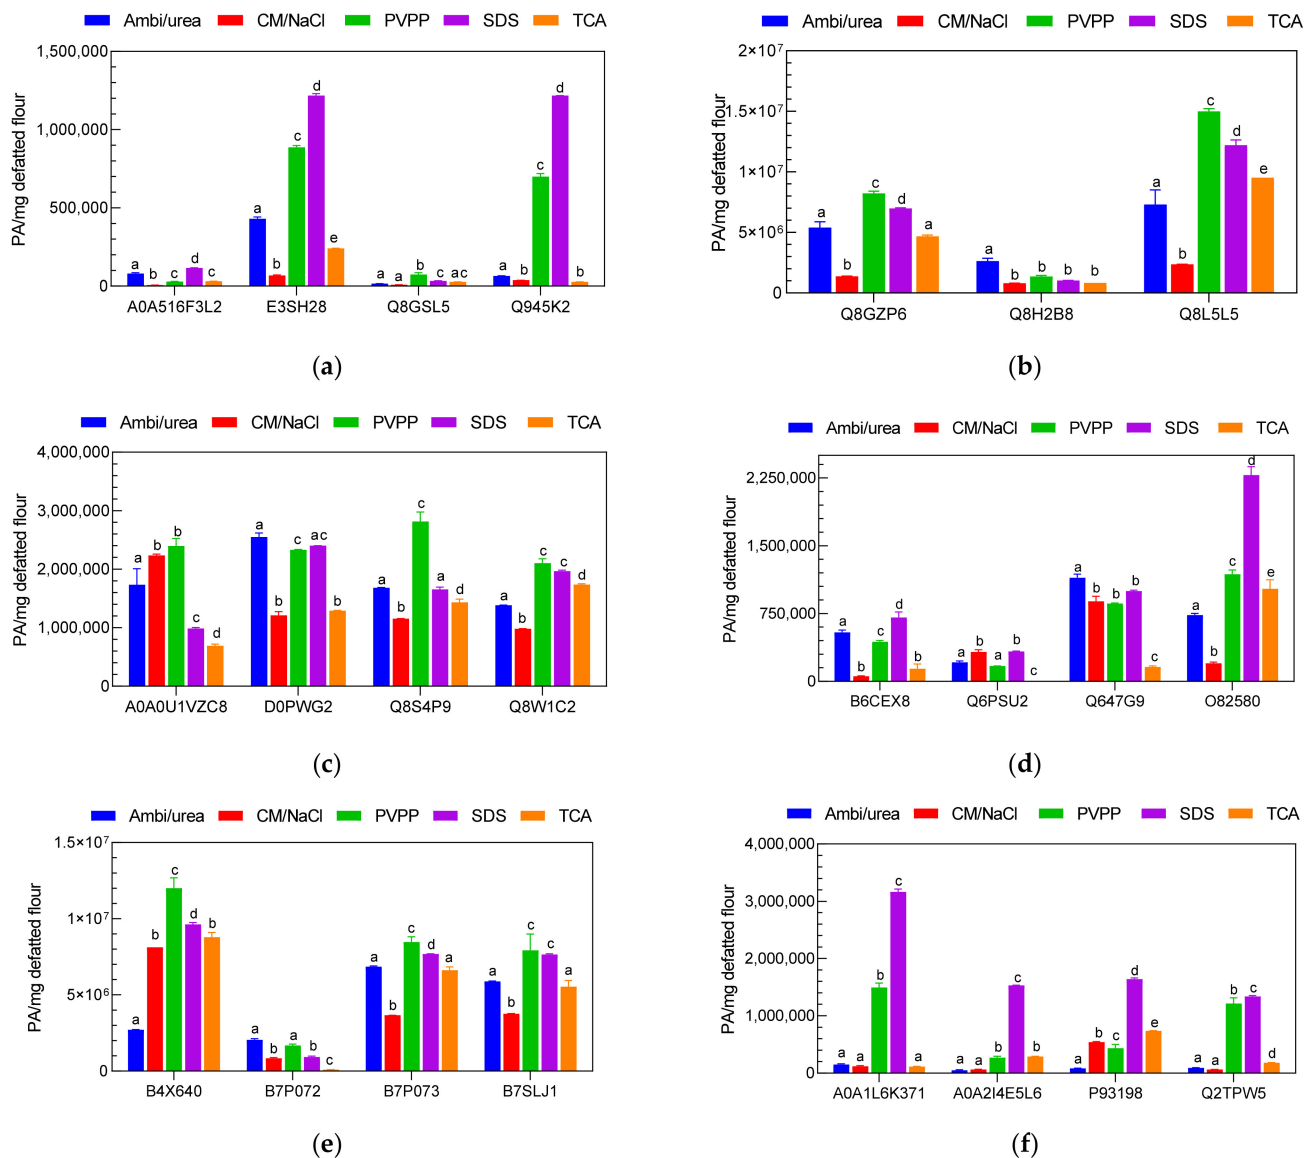 Ambi/urea CM/NaCl PVPP SDS TCA
PA/mg defatted flour
1,500,000
1,000,000
500,000
0
a b c d c
a b c d e
a a b c ac
a b c d b
A0A516F3L2 E3SH28 Q8GSL5 Q945K2
(a)
Ambi/urea CM/NaCl PVPP SDS TCA
PA/mg defatted flour
2×10⁷
1.5×10⁷
1×10⁷
5×10⁶
0
a b c d a
a b b b b
a b c d e
Q8GZP6 Q8H2B8 Q8L5L5
(b)
Ambi/urea CM/NaCl PVPP SDS TCA
PA/mg defatted flour
4,000,000
3,000,000
2,000,000
1,000,000
0
a b b c d
a b c ac b
a b c a d
a b c c d
A0A0U1VZC8 D0PWG2 Q8S4P9 Q8W1C2
(c)
Ambi/urea CM/NaCl PVPP SDS TCA
PA/mg defatted flour
2,250,000
1,500,000
750,000
0
a b c d b
a b a b c
a b b b c
a b c d e
B6CEX8 Q6PSU2 Q647G9 O82580
(d)
Ambi/urea CM/NaCl PVPP SDS TCA
PA/mg defatted flour
1.5×10⁷
1×10⁷
5×10⁶
0
a b c d b
a b a b c
a b c d a
a b c c a
B4X640 B7P072 B7P073 B7SLJ1
(e)
Ambi/urea CM/NaCl PVPP SDS TCA
PA/mg defatted flour
4,000,000
3,000,000
2,000,000
1,000,000
0
a a b c a
a a b c b
a b c d e
a a b c d
A0A1L6K371 A0A2I4E5L6 P93198 Q2TPW5
(f)